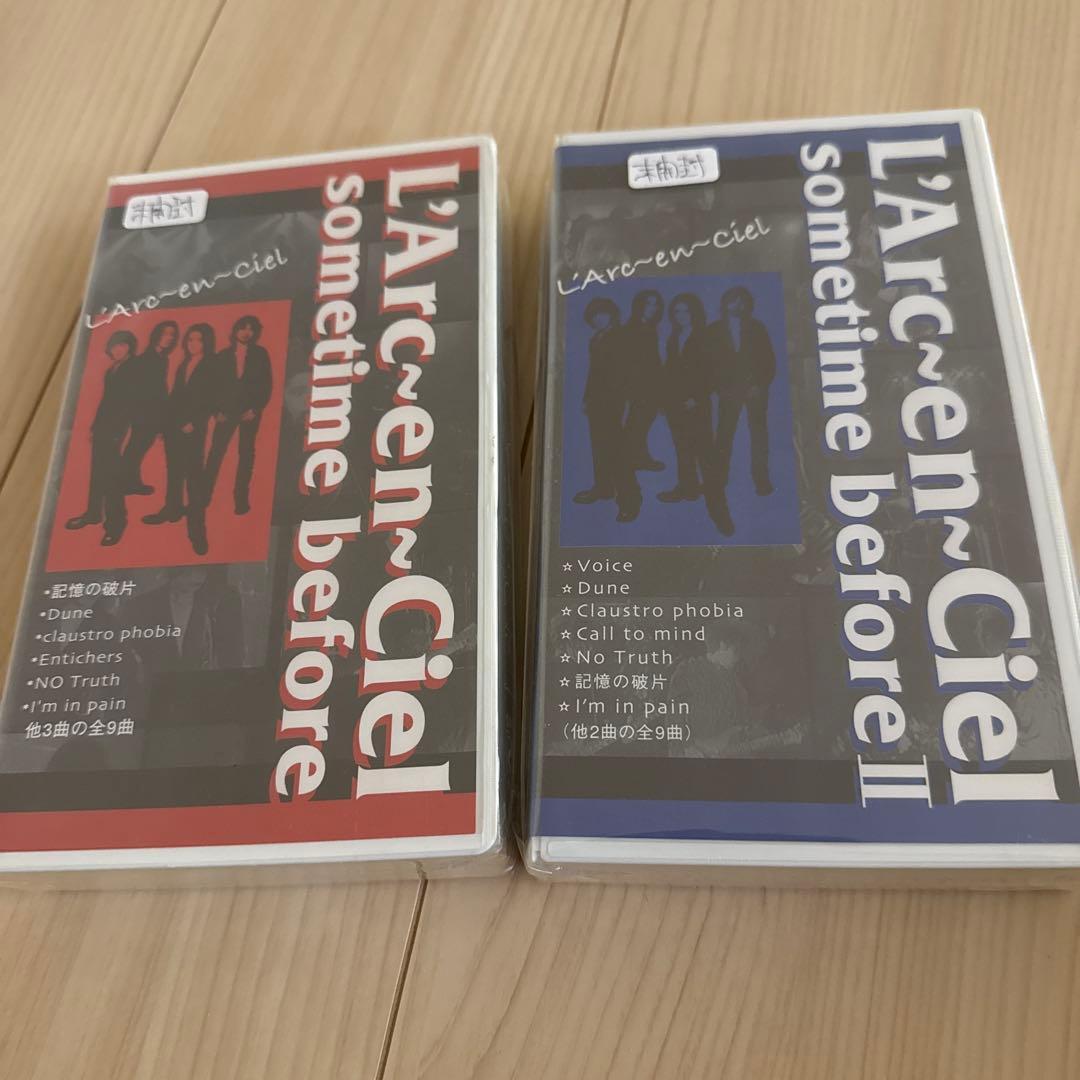 未開封
L'Arc~en~Ciel
L'Arc~en~Ciel
sometime before
•記憶の破片
•Dune
•claustro phobia
•Entichers
•NO Truth
•I'm in pain
他3曲の全9曲
未開封
L'Arc~en~Ciel
L'Arc~en~Ciel
sometime before II
☆Voice
☆Dune
☆Claustro phobia
☆Call to mind
☆No Truth
☆記憶の破片
☆I'm in pain
(他2曲の全9曲)